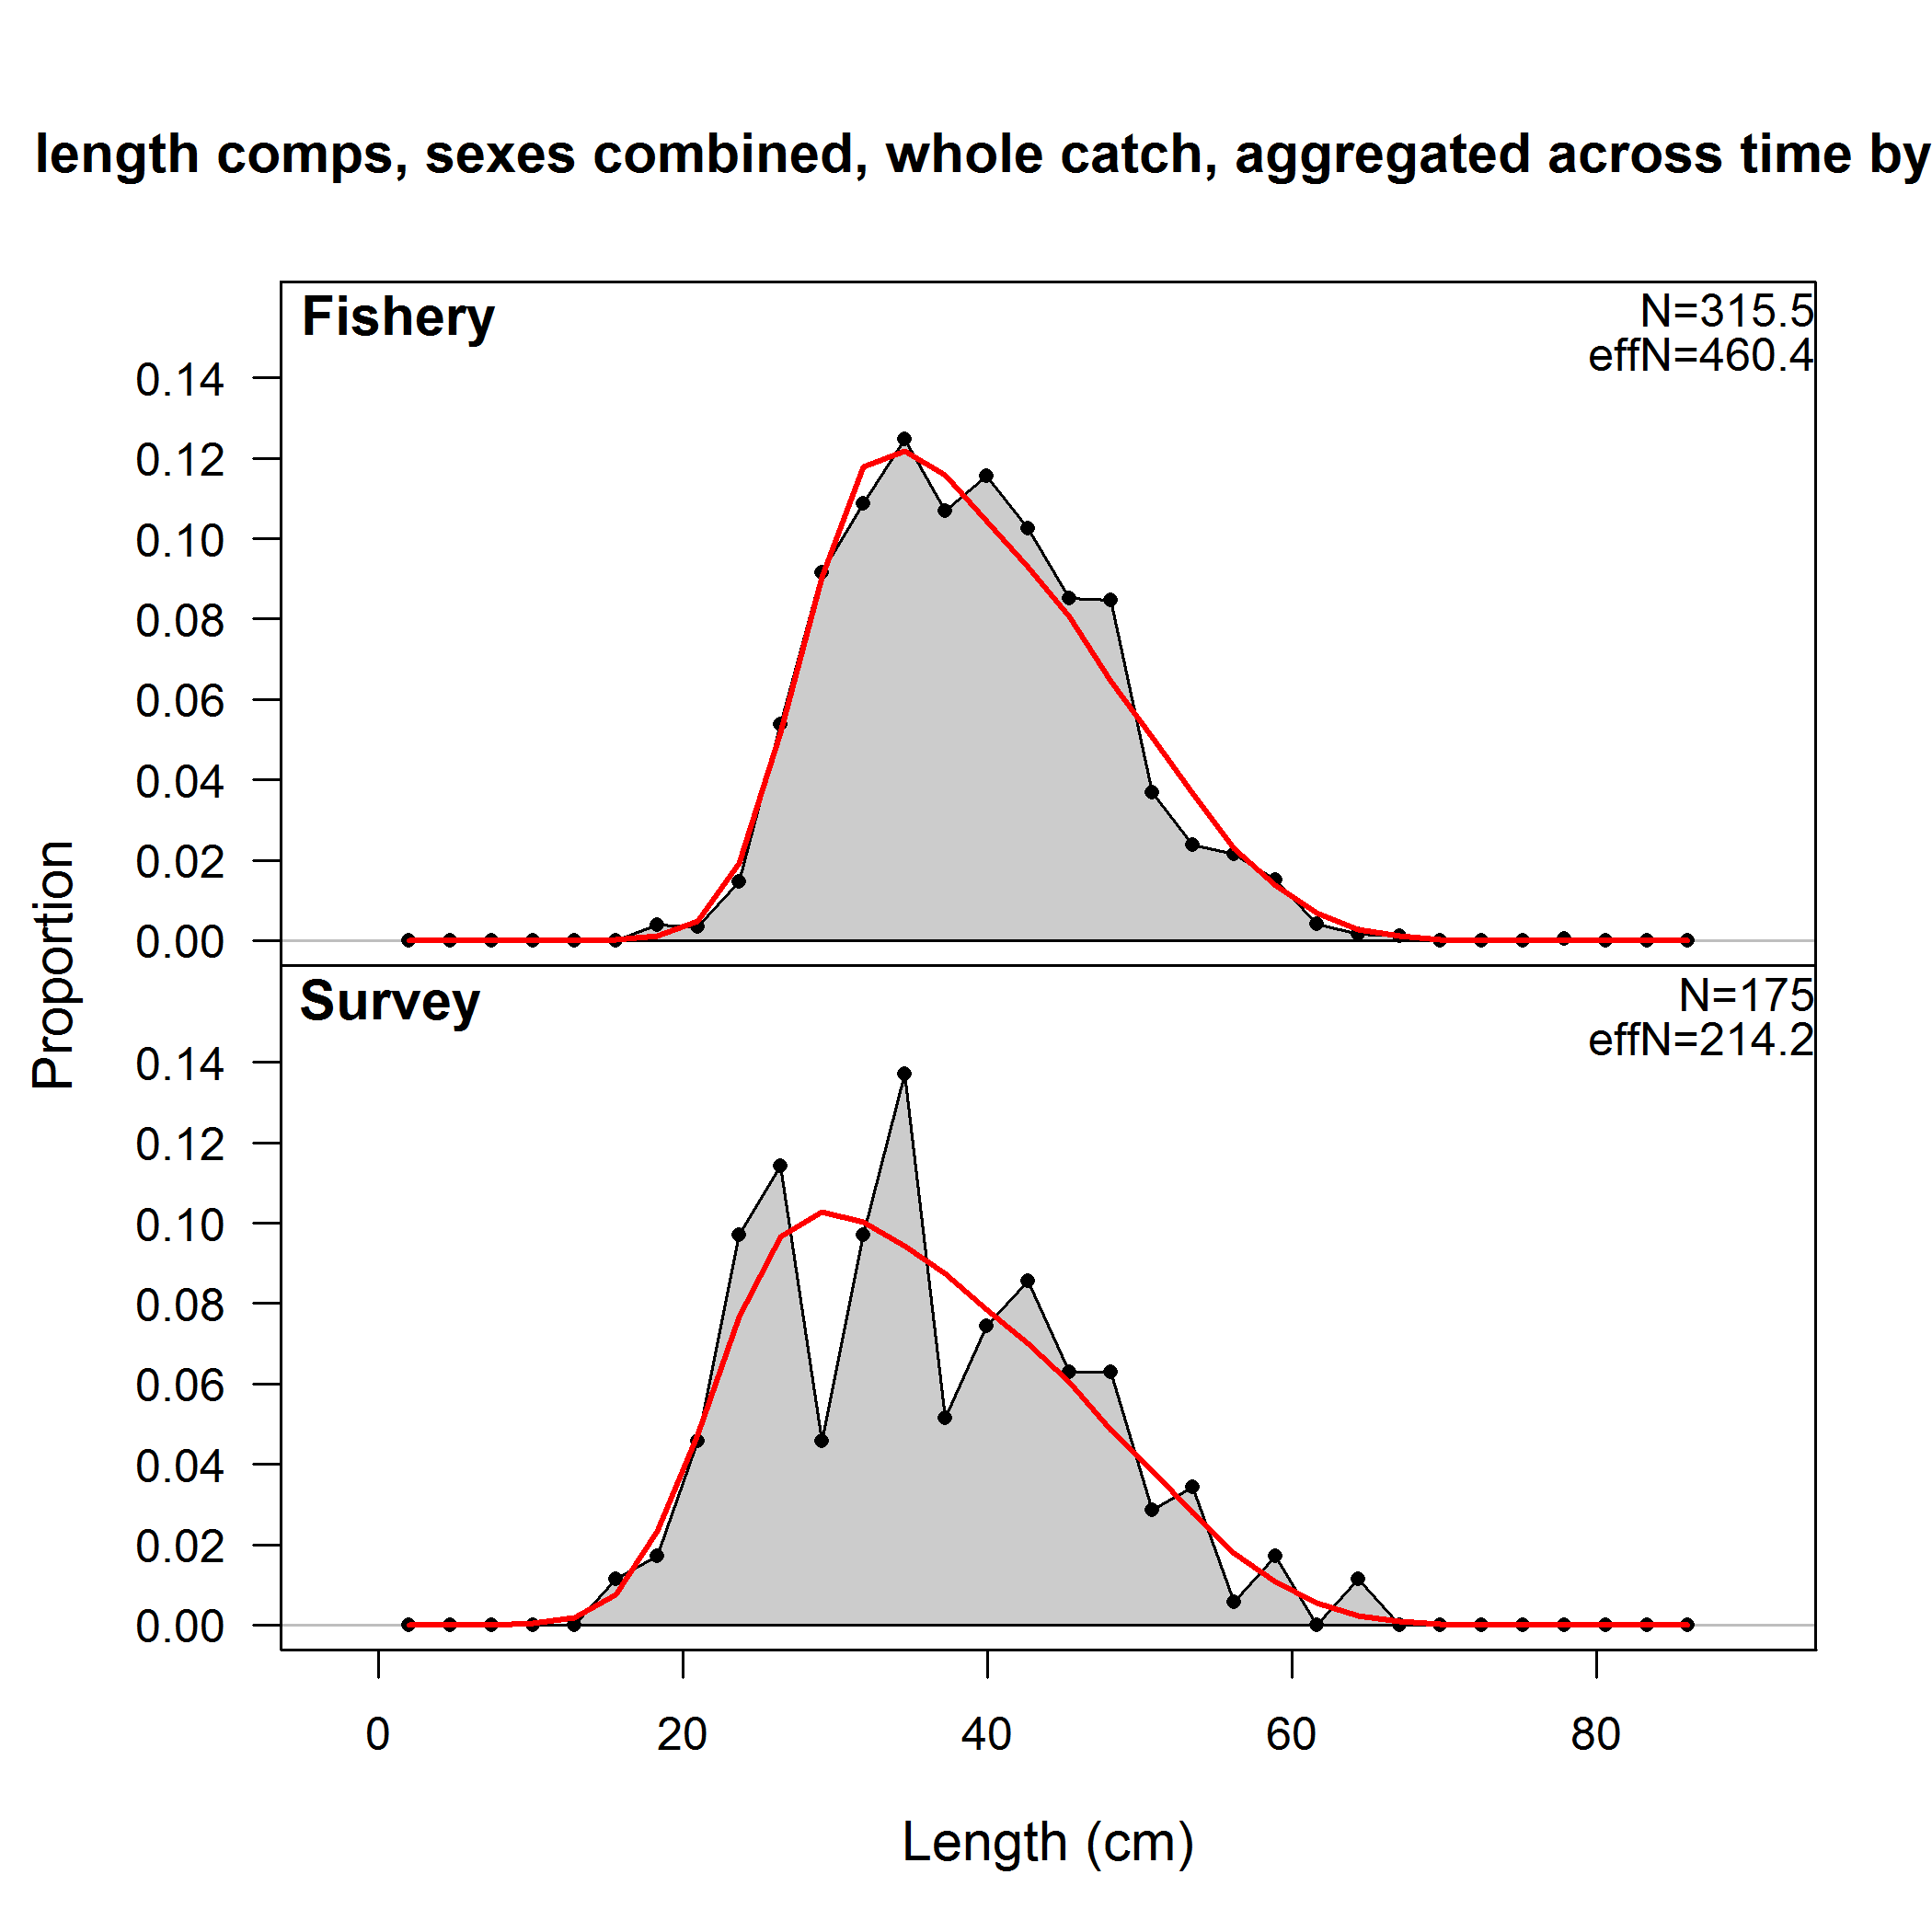 length comps, sexes combined, whole catch, aggregated across time by
Fishery
N=315.5
effN=460.4
0.14
0.12
0.10
0.08
0.06
0.04
0.02
0.00
Survey
N=175
effN=214.2
0.14
0.12
0.10
0.08
0.06
0.04
0.02
0.00
Proportion
0 20 40 60 80
Length (cm)